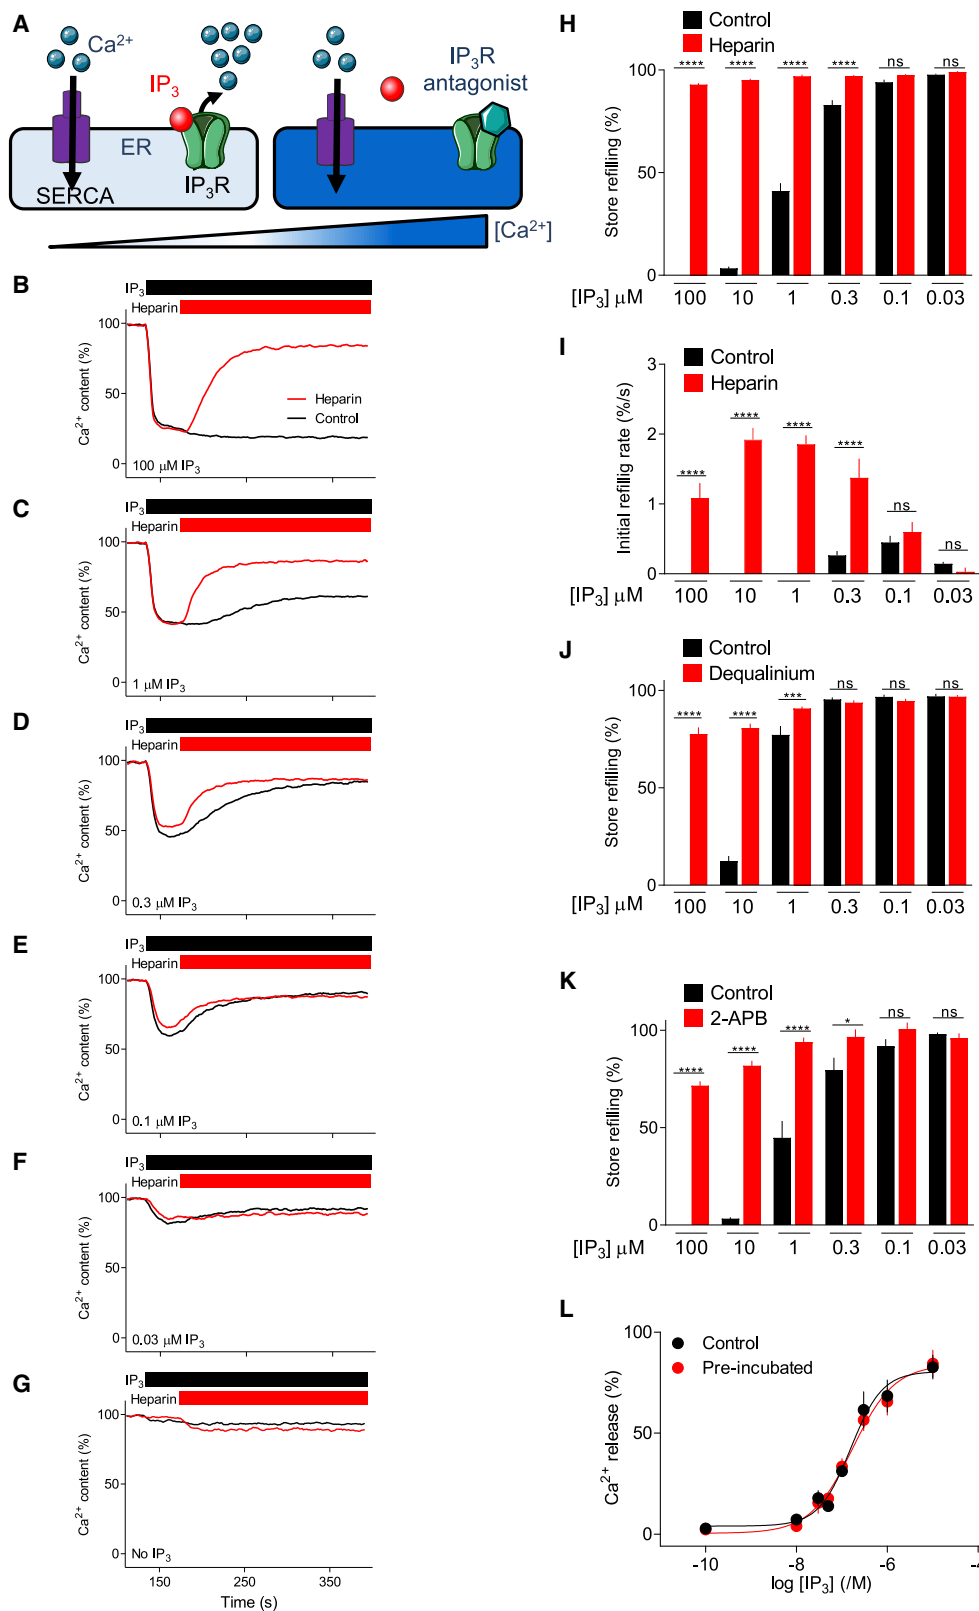 A
Ca2+
IP3
IP3R
antagonist
ER
SERCA
IP3R
[Ca2+]
B
IP3
Heparin
100
50
0
Ca2+ content (%)
Heparin
Control
100 μM IP3
C
IP3
Heparin
100
50
0
Ca2+ content (%)
1 μM IP3
D
IP3
Heparin
100
50
0
Ca2+ content (%)
0.3 μM IP3
E
IP3
Heparin
100
50
0
Ca2+ content (%)
0.1 μM IP3
F
IP3
Heparin
100
50
0
Ca2+ content (%)
0.03 μM IP3
G
IP3
Heparin
100
50
0
Ca2+ content (%)
No IP3
150 250 350
Time (s)
H
Control
Heparin
**** **** **** **** ns ns
100
50
0
Store refilling (%)
[IP3] μM 100 10 1 0.3 0.1 0.03
I
Control
Heparin
**** **** **** **** ns ns
3
2
1
0
Initial refillig rate (%/s)
[IP3] μM 100 10 1 0.3 0.1 0.03
J
Control
Dequalinium
**** **** *** ns ns ns
100
50
0
Store refilling (%)
[IP3] μM 100 10 1 0.3 0.1 0.03
K
Control
2-APB
**** **** **** * ns ns
100
50
0
Store refilling (%)
[IP3] μM 100 10 1 0.3 0.1 0.03
L
Control
Pre-incubated
100
50
0
Ca2+ release (%)
-10 -8 -6 -4
log [IP3] (/M)